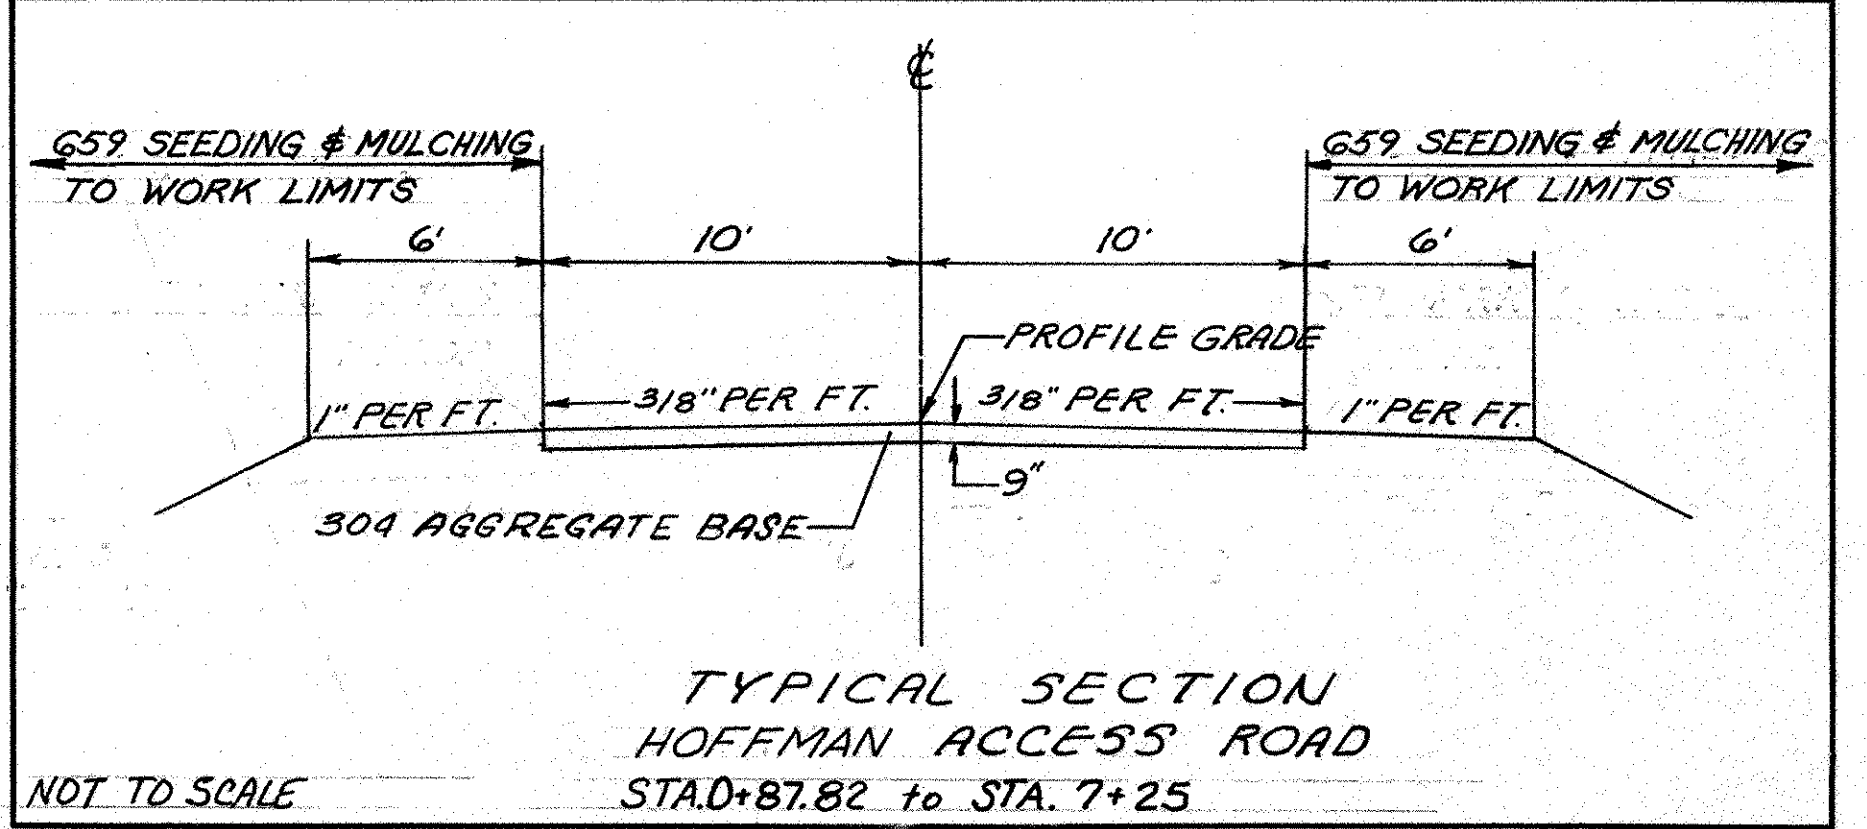 ℄
659 SEEDING & MULCHING
TO WORK LIMITS
659 SEEDING & MULCHING
TO WORK LIMITS
6'
10'
10'
6'
PROFILE GRADE
1" PER FT.
3/8" PER FT.
3/8" PER FT.
1" PER FT.
9"
304 AGGREGATE BASE
TYPICAL SECTION
HOFFMAN ACCESS ROAD
NOT TO SCALE
STA.0+87.82 to STA. 7+25